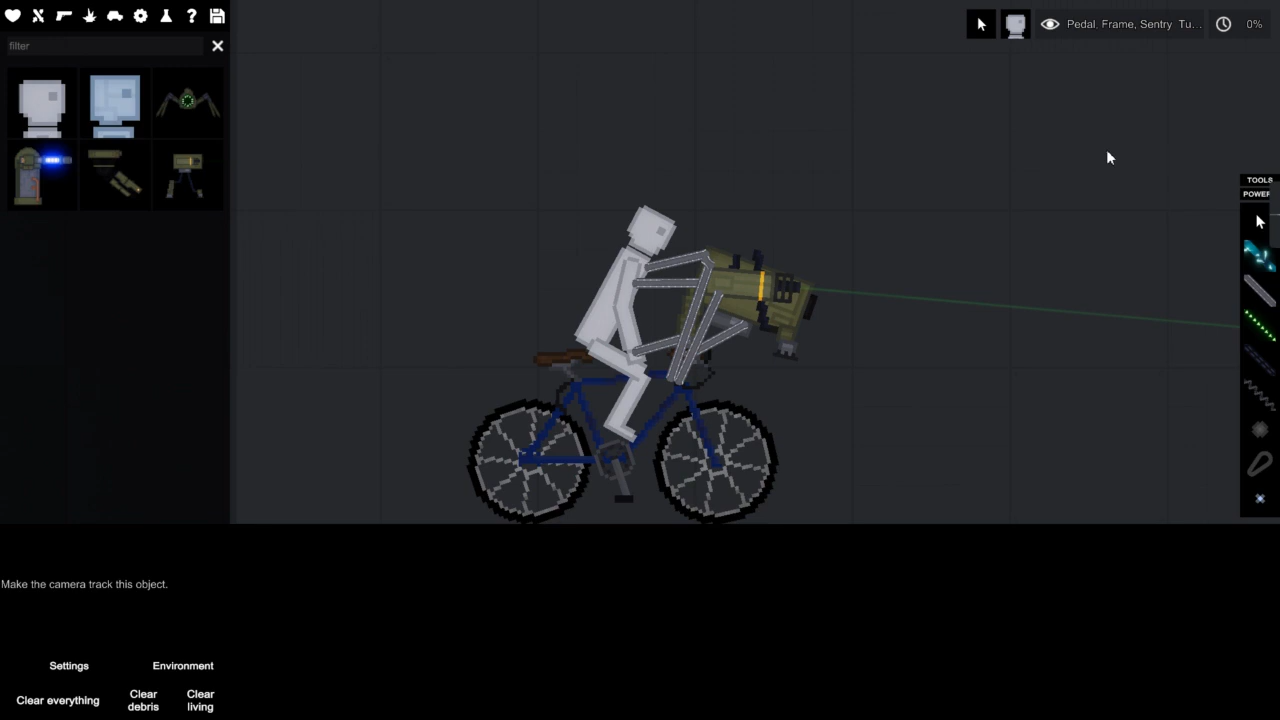 Pedal, Frame, Sentry Tu...
0%
filter
TOOLS
POWER
Make the camera track this object.
Settings
Environment
Clear everything
Clear debris
Clear living